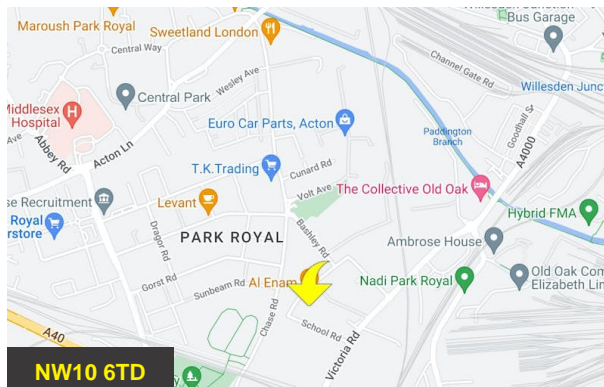 Maroush Park Royal
Sweetland London
Willesden Junction
Bus Garage
Central Way
Wesley Ave
Channel Gate Rd
Central Park
Willesden Junc
Middlesex
Hospital
Abbey Rd
Acton Ln
Euro Car Parts, Acton
Paddington
Branch
Goodhall S
A4000
Ave
T.K.Trading
Cunard Rd
Volt Ave
The Collective Old Oak
se Recruitment
Levant
Hybrid FMA
Royal
rstore
Dragor Rd
PARK ROYAL
Bashley Rd
Ambrose House
Gorst Rd
Sunbeam Rd
Al Enam
Nadi Park Royal
Old Oak Com
Elizabeth Lin
Chase Rd
School Rd
Victoria Rd
A40
NW10 6TD